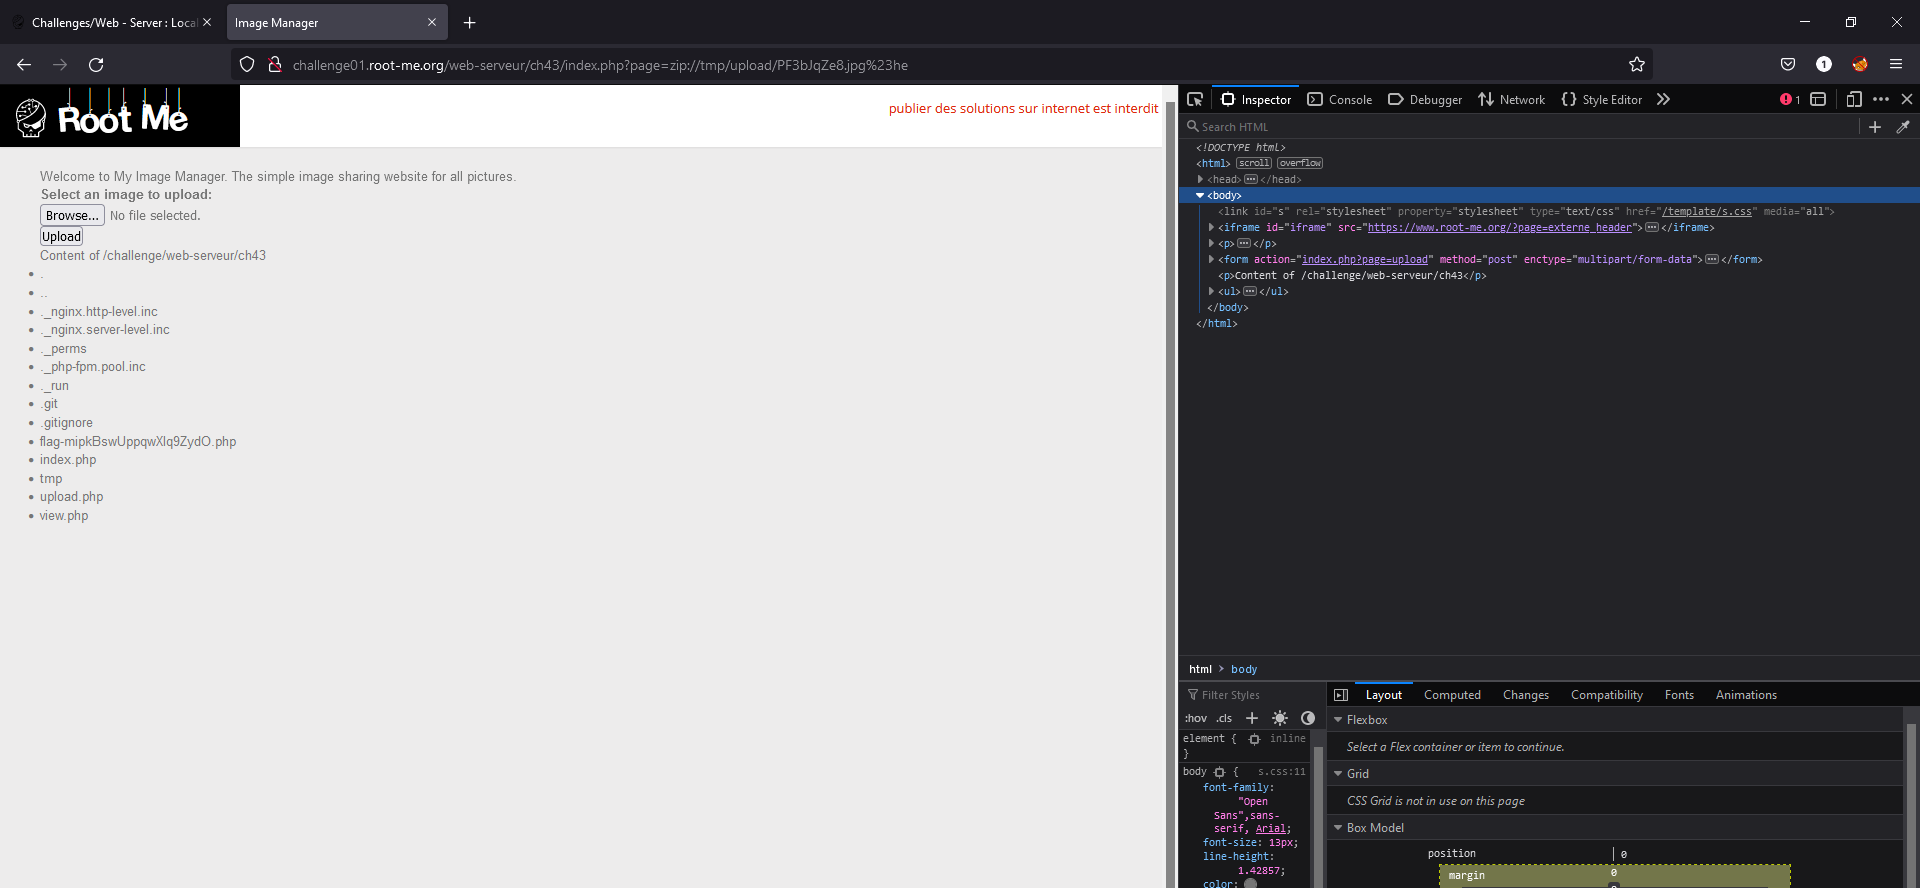 Challenges/Web - Server : Loca
Image Manager
challenge01.root-me.org/web-serveur/ch43/index.php?page=zip://tmp/upload/PF3bJqZe8.jpg%23he
1
Root Me
publier des solutions sur internet est interdit
Welcome to My Image Manager. The simple image sharing website for all pictures.
Select an image to upload:
Browse... No file selected.
Upload
Content of /challenge/web-serveur/ch43
.
..
._nginx.http-level.inc
._nginx.server-level.inc
._perms
._php-fpm.pool.inc
._run
.git
.gitignore
flag-mipkBswUppqwXlq9ZydO.php
index.php
tmp
upload.php
view.php
Inspector Console Debugger Network Style Editor 1
Search HTML
<!DOCTYPE html>
<html> scroll overflow
<head> </head>
<body>
<link id="s" rel="stylesheet" property="stylesheet" type="text/css" href="/template/s.css" media="all">
<iframe id="iframe" src="https://www.root-me.org/?page=externe_header"> </iframe>
<p> </p>
<form action="index.php?page=upload" method="post" enctype="multipart/form-data"> </form>
<p>Content of /challenge/web-serveur/ch43</p>
<ul> </ul>
</body>
</html>
html > body
Filter Styles
:hov .cls +
element { inline
}
body { s.css:11
font-family:
"Open
Sans",sans-
serif, Arial;
font-size: 13px;
line-height:
1.42857;
color:
Layout Computed Changes Compatibility Fonts Animations
Flexbox
Select a Flex container or item to continue.
Grid
CSS Grid is not in use on this page
Box Model
position 0
margin 0